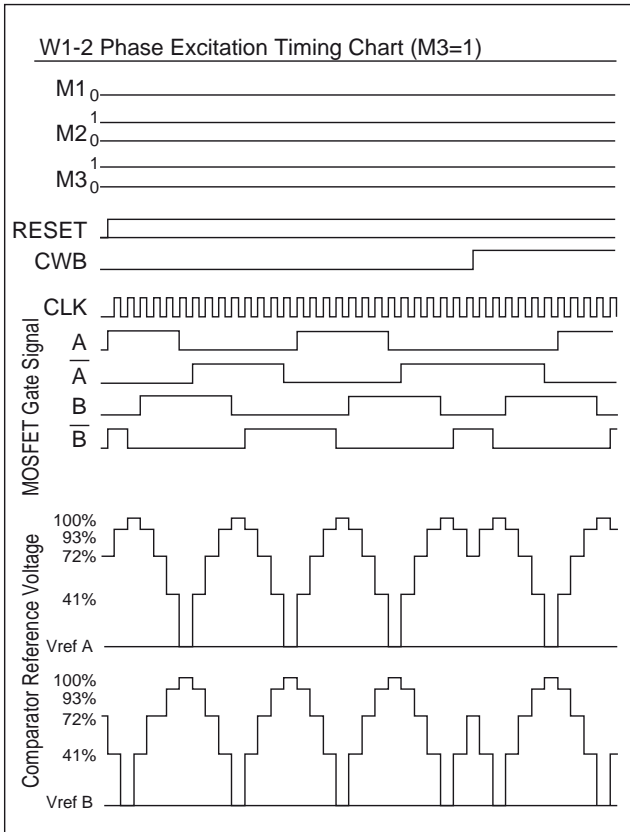 W1-2 Phase Excitation Timing Chart (M3=1)
M1 0
1
M2 0
1
M3 0
RESET
CWB
CLK
MOSFET Gate Signal
A
A̅
B
B̅
Comparator Reference Voltage
100%
93%
72%
41%
Vref A
100%
93%
72%
41%
Vref B